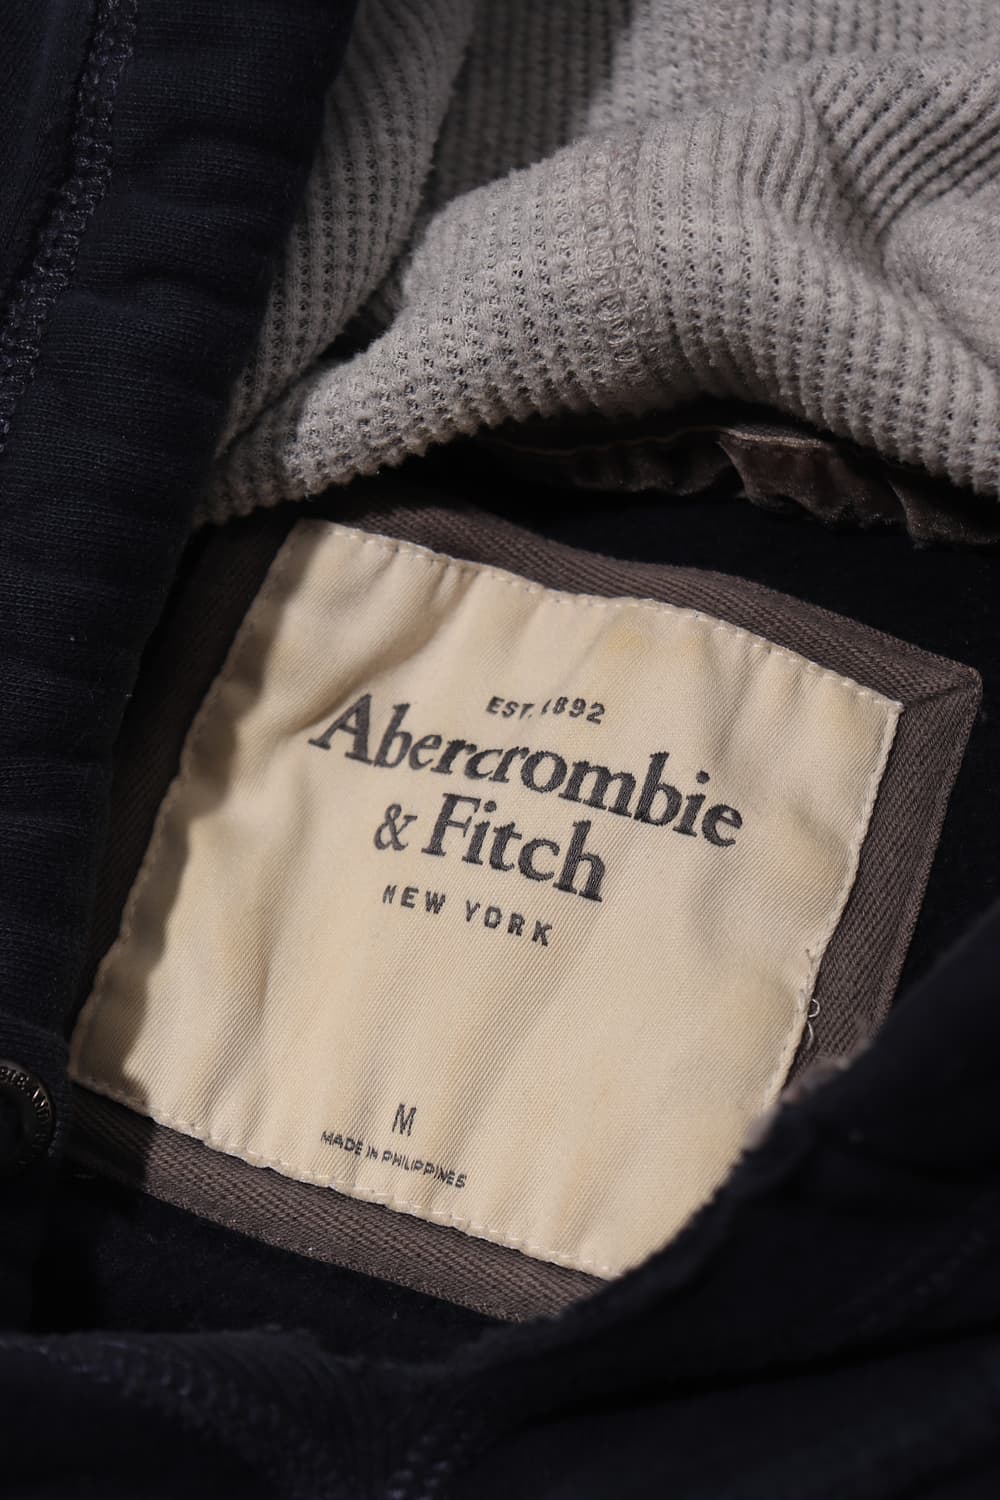 EST. 1892
Abercrombie
& Fitch
NEW YORK
M
MADE IN PHILIPPINES